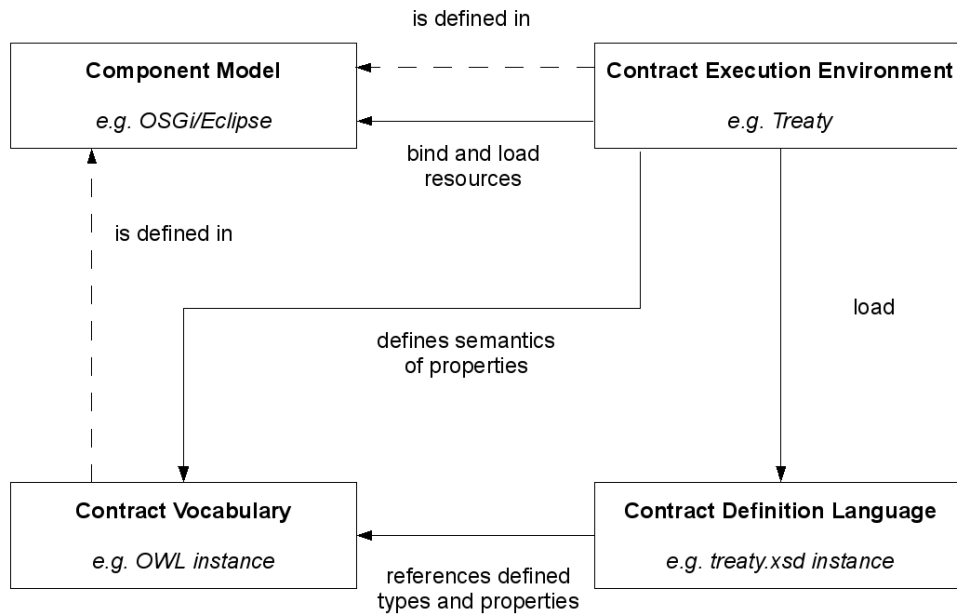 is defined in
Component Model
e.g. OSGi/Eclipse
Contract Execution Environment
e.g. Treaty
bind and load
resources
is defined in
load
defines semantics
of properties
Contract Vocabulary
e.g. OWL instance
Contract Definition Language
e.g. treaty.xsd instance
references defined
types and properties